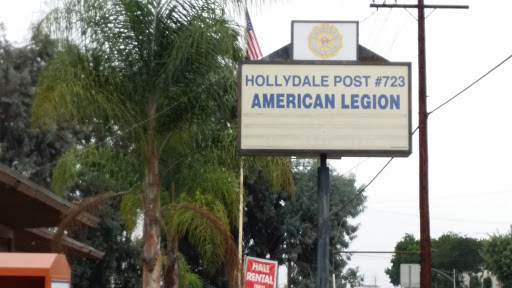 HOLLYDALE POST #723
AMERICAN LEGION
HALL
RENTAL